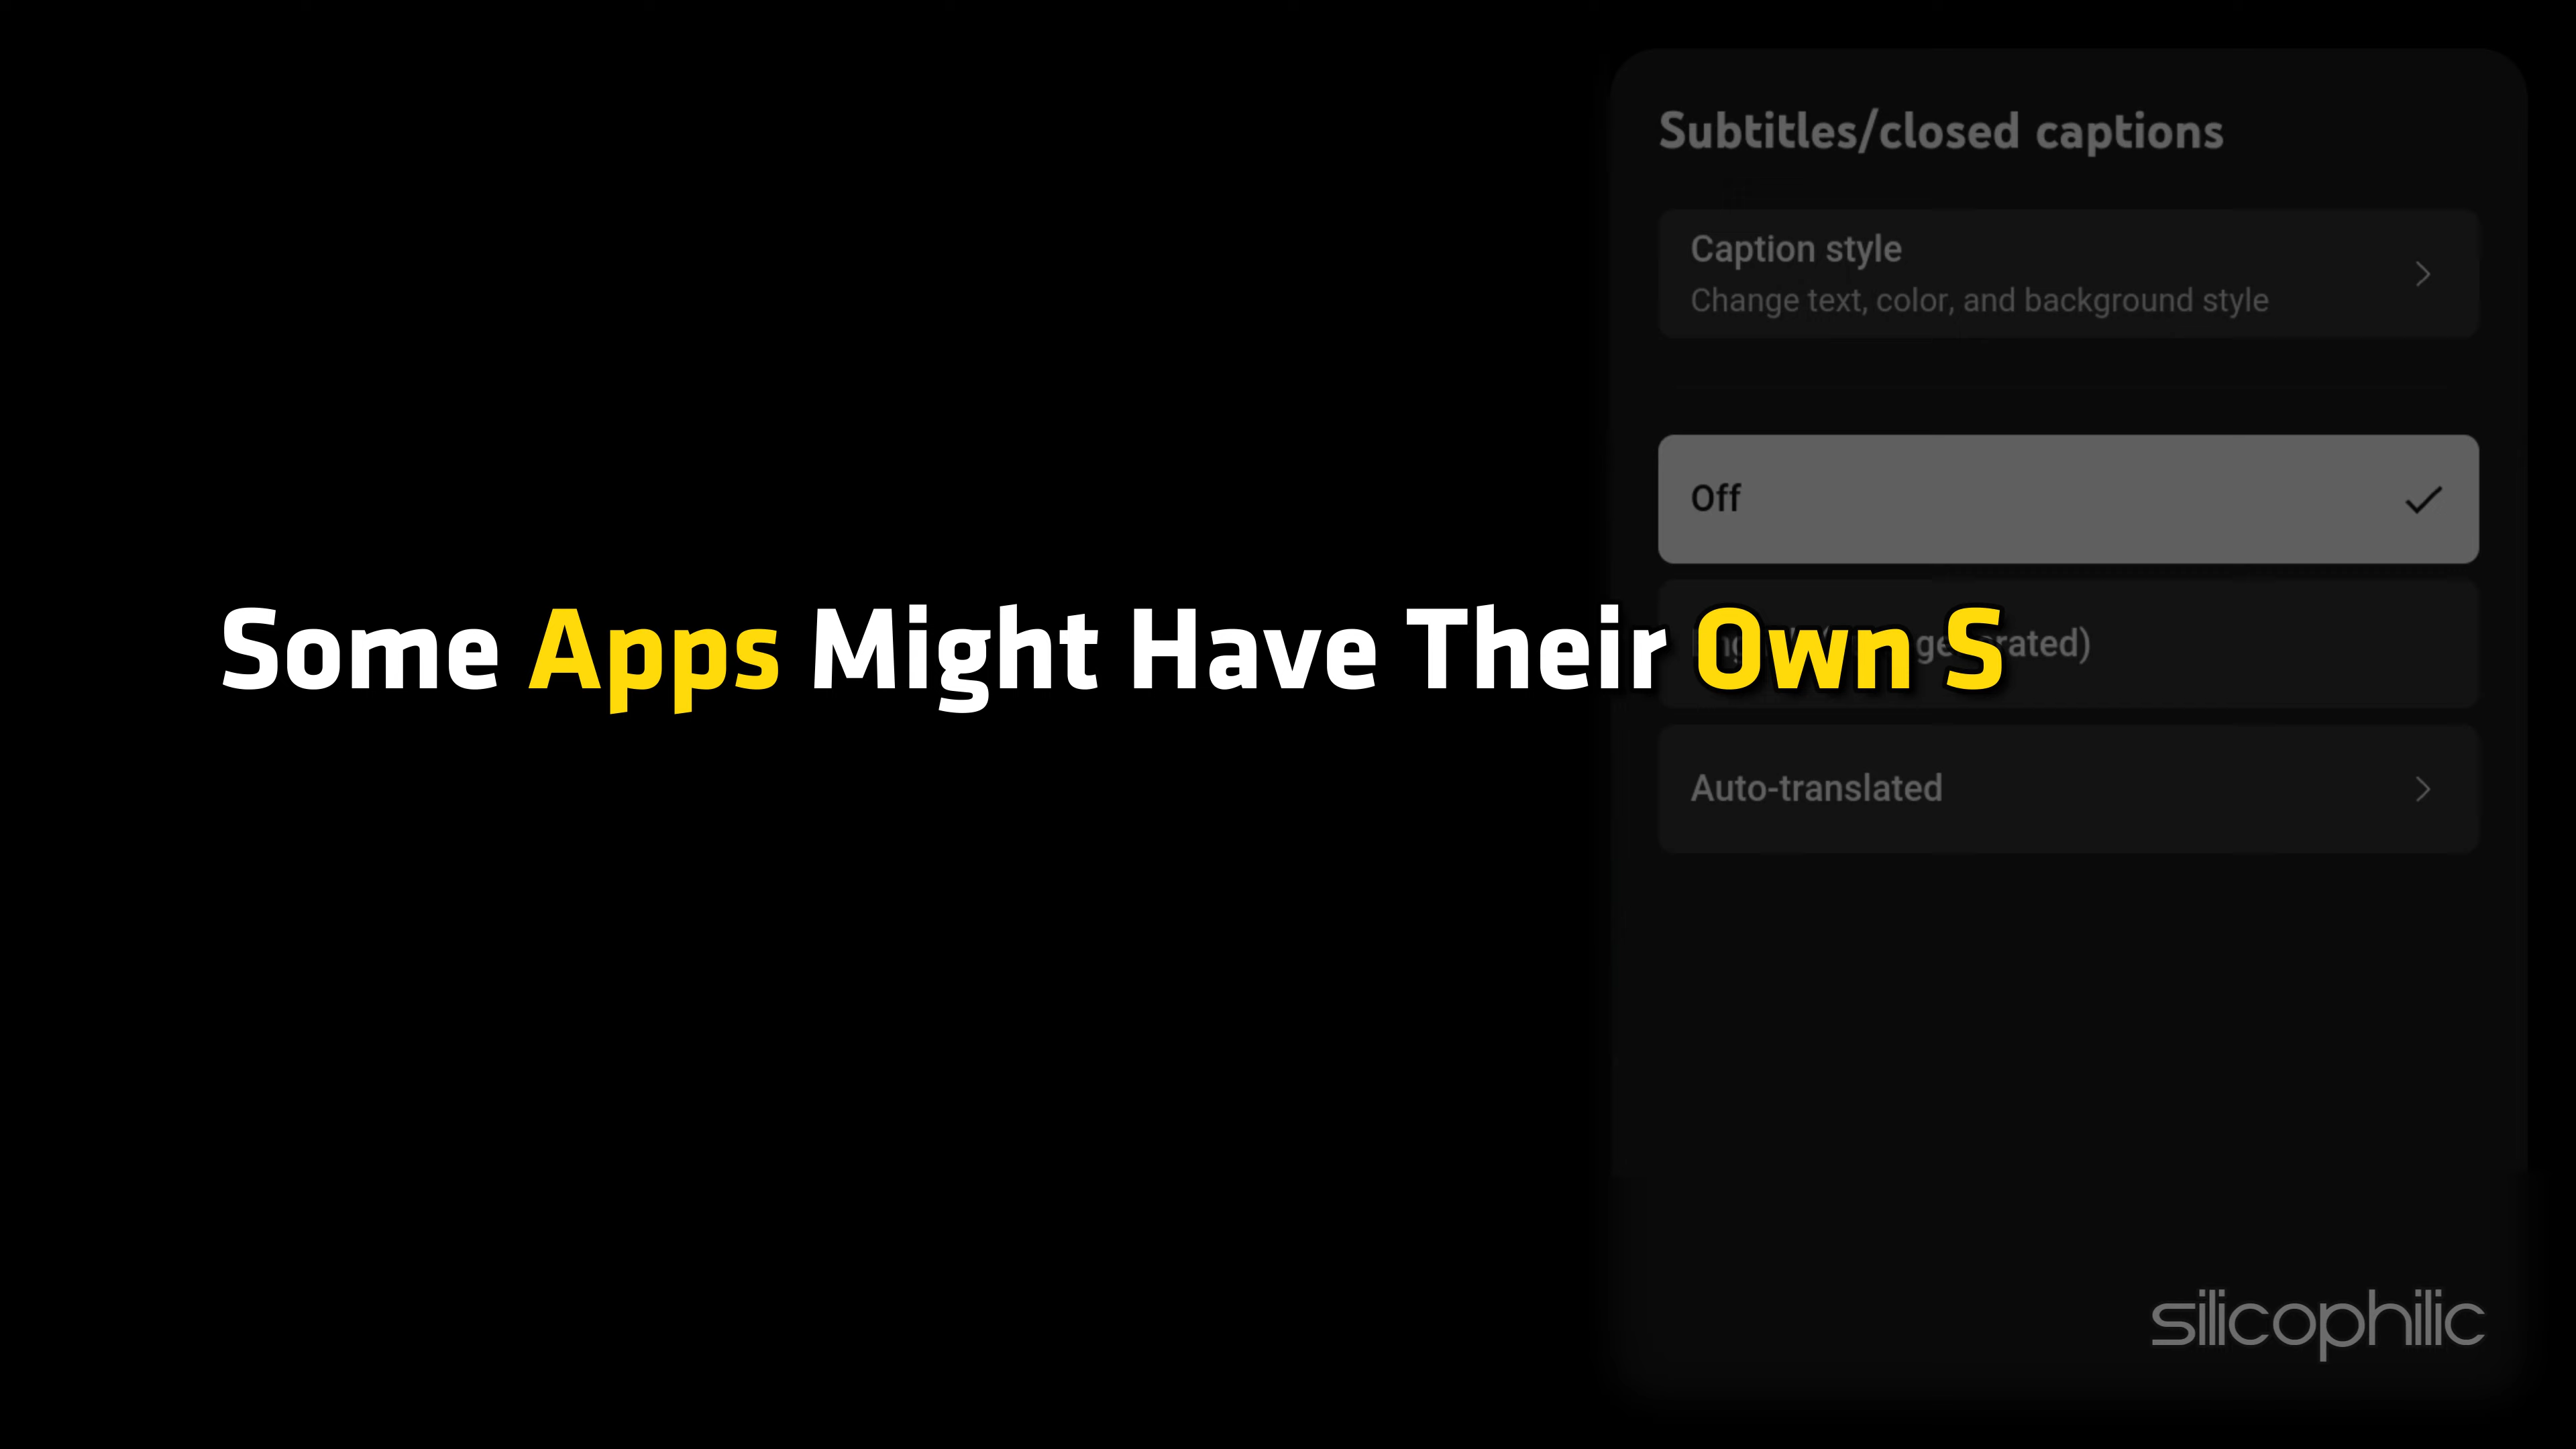 Subtitles/closed captions
Caption style
Change text, color, and background style
Off
Some Apps Might Have Their Own S
rated)
Auto-translated
silicophilic